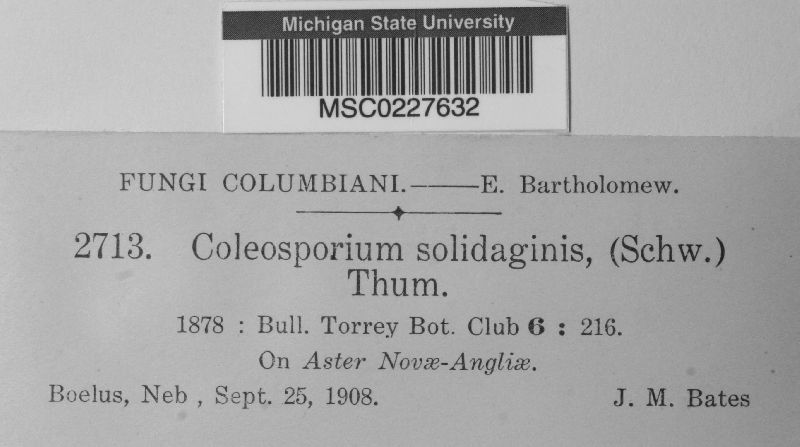 Michigan State University
MSC0227632
FUNGI COLUMBIANI.——E. Bartholomew.
2713. Coleosporium solidaginis, (Schw.)
Thum.
1878 : Bull. Torrey Bot. Club 6 : 216.
On Aster Novæ-Angliæ.
Boelus, Neb , Sept. 25, 1908. J. M. Bates